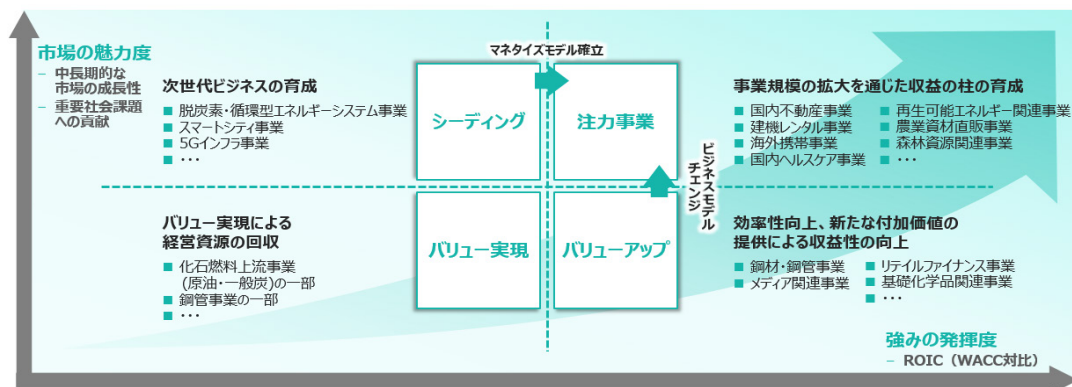 市場の魅力度
– 中長期的な
市場の成長性
– 重要社会課題
への貢献
次世代ビジネスの育成
■ 脱炭素・循環型エネルギーシステム事業
■ スマートシティ事業
■ 5Gインフラ事業
■ ・・・
マネタイズモデル確立
シーディング
注力事業
事業規模の拡大を通じた収益の柱の育成
■ 国内不動産事業
■ 建機レンタル事業
■ 海外携帯事業
■ 国内ヘルスケア事業
■ 再生可能エネルギー関連事業
■ 農業資材直販事業
■ 森林資源関連事業
■ ・・・
ビジネスモデル
チェンジ
バリュー実現による
経営資源の回収
■ 化石燃料上流事業
(原油・一般炭)の一部
■ 鋼管事業の一部
■ ・・・
バリュー実現
バリューアップ
効率性向上、新たな付加価値の
提供による収益性の向上
■ 鋼材・鋼管事業
■ メディア関連事業
■ リテイルファイナンス事業
■ 基礎化学品関連事業
■ ・・・
強みの発揮度
– ROIC（WACC対比）